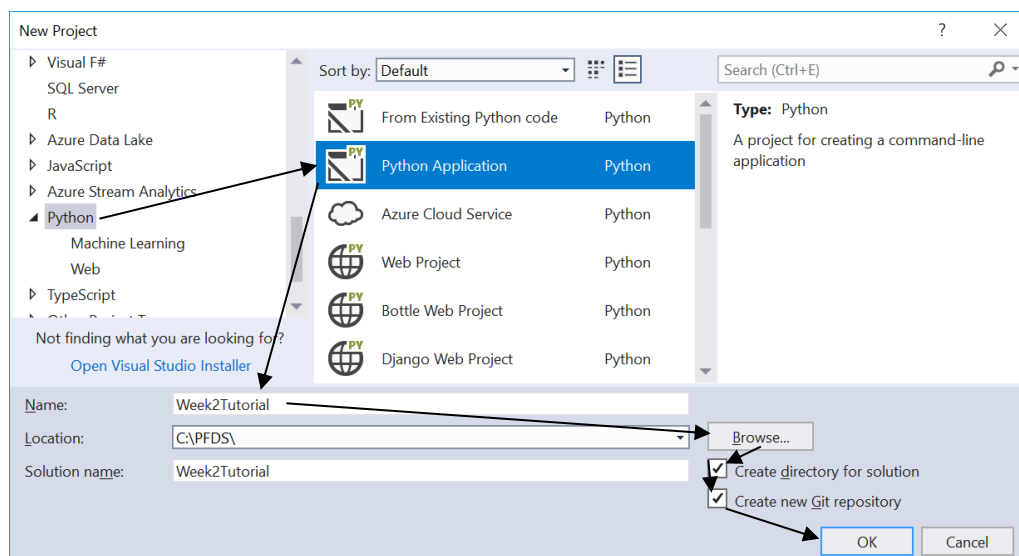 New Project
?
Visual F#
SQL Server
R
Azure Data Lake
JavaScript
Azure Stream Analytics
Python
Machine Learning
Web
TypeScript
Not finding what you are looking for?
Open Visual Studio Installer
Sort by: Default
From Existing Python code Python
Python Application Python
Azure Cloud Service Python
Web Project Python
Bottle Web Project Python
Django Web Project Python
Search (Ctrl+E)
Type: Python
A project for creating a command-line
application
Name: Week2Tutorial
Location: C:\PFDS\ Browse...
Solution name: Week2Tutorial
Create directory for solution
Create new Git repository
OK Cancel